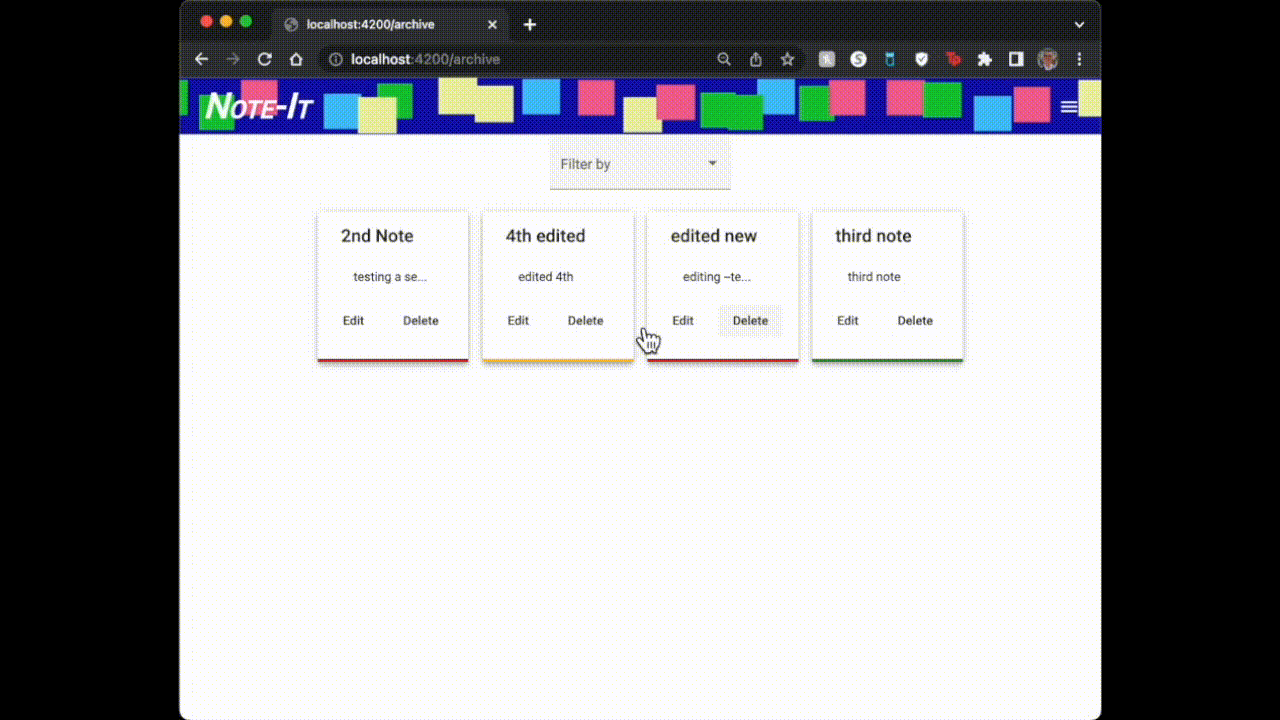 localhost:4200/archive
localhost:4200/archive
NOTE-IT
Filter by
2nd Note
testing a se...
Edit Delete
4th edited
edited 4th
Edit Delete
edited new
editing --te...
Edit Delete
third note
third note
Edit Delete